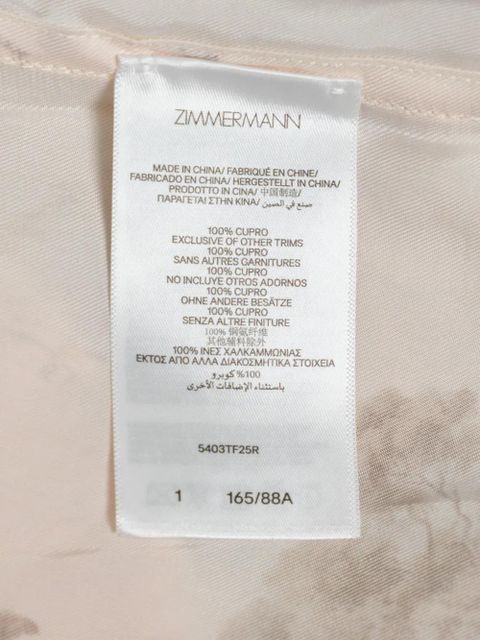 ZIMMERMANN
MADE IN CHINA/ FABRIQUÉ EN CHINE/
FABRICADO EN CHINA/ HERGESTELLT IN CHINA/
PRODOTTO IN CINA/ 中国制造/
ΠΑΡΑΓΕΤΑΙ ΣΤΗΝ ΚΙΝΑ/ صنع في الصين
100% CUPRO
EXCLUSIVE OF OTHER TRIMS
100% CUPRO
SANS AUTRES GARNITURES
100% CUPRO
NO INCLUYE OTROS ADORNOS
100% CUPRO
OHNE ANDERE BESÄTZE
100% CUPRO
SENZA ALTRE FINITURE
100% 铜氨纤维
其他辅料除外
100% ΙΝΕΣ ΧΑΛΚΑΜΜΩΝΙΑΣ
ΕΚΤΟΣ ΑΠΟ ΑΛΛΑ ΔΙΑΚΟΣΜΗΤΙΚΑ ΣΤΟΙΧΕΙΑ
100% كوبرو
باستثناء الإضافات الأخرى
5403TF25R
1 165/88A